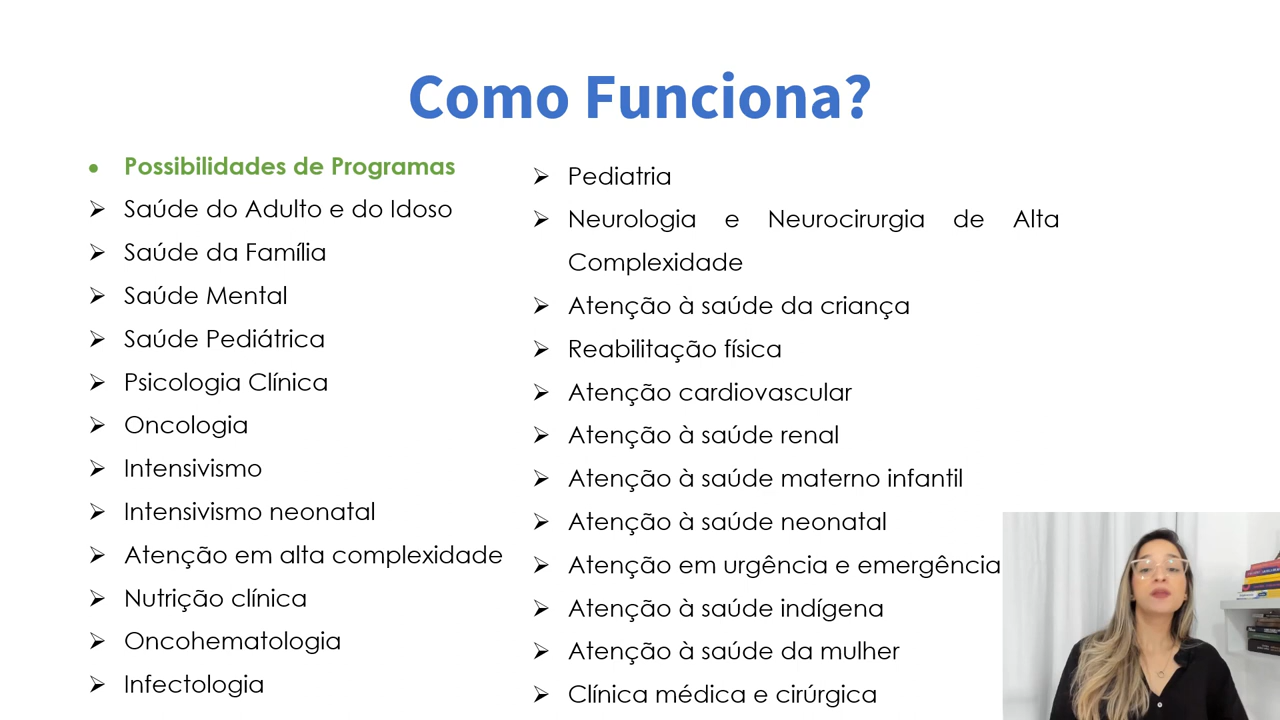 Como Funciona?
• Possibilidades de Programas
➢ Saúde do Adulto e do Idoso
➢ Saúde da Família
➢ Saúde Mental
➢ Saúde Pediátrica
➢ Psicologia Clínica
➢ Oncologia
➢ Intensivismo
➢ Intensivismo neonatal
➢ Atenção em alta complexidade
➢ Nutrição clínica
➢ Oncohematologia
➢ Infectologia
➢ Pediatria
➢ Neurologia e Neurocirurgia de Alta
Complexidade
➢ Atenção à saúde da criança
➢ Reabilitação física
➢ Atenção cardiovascular
➢ Atenção à saúde renal
➢ Atenção à saúde materno infantil
➢ Atenção à saúde neonatal
➢ Atenção em urgência e emergência
➢ Atenção à saúde indígena
➢ Atenção à saúde da mulher
➢ Clínica médica e cirúrgica